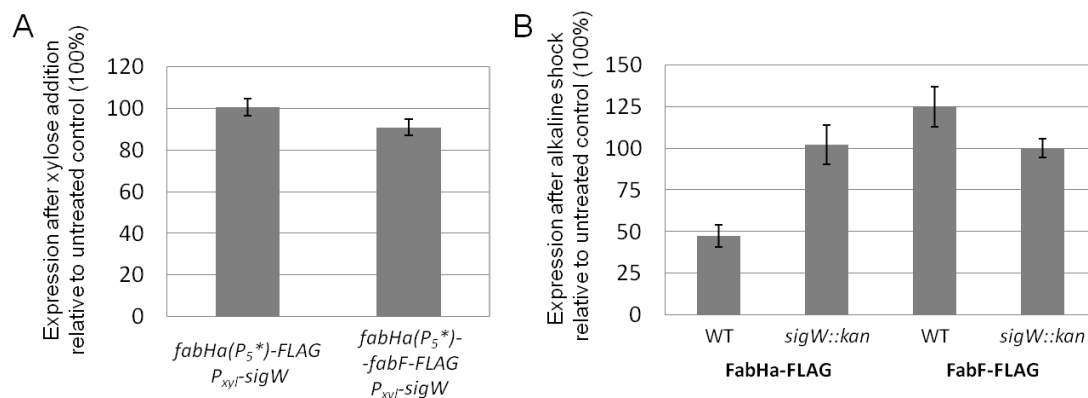 A
Expression after xylose addition
relative to untreated control (100%)
120
100
80
60
40
20
0
fabHa(P5*)-FLAG
Pxyl-sigW
fabHa(P5*)-
-fabF-FLAG
Pxyl-sigW
B
Expression after alkaline shock
relative to untreated control (100%)
150
125
100
75
50
25
0
WT
sigW::kan
WT
sigW::kan
FabHa-FLAG
FabF-FLAG